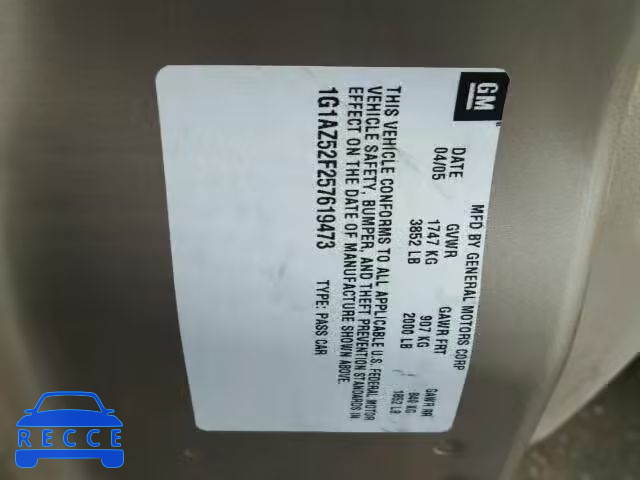 GM
MFD BY GENERAL MOTORS CORP
DATE GVWR GAWR FRT GAWR RR
04/05 1747 KG 907 KG 840 KG
3852 LB 2000 LB 1852 LB
THIS VEHICLE CONFORMS TO ALL APPLICABLE U.S. FEDERAL MOTOR
VEHICLE SAFETY, BUMPER, AND THEFT PREVENTION STANDARDS IN
EFFECT ON THE DATE OF MANUFACTURE SHOWN ABOVE.
1G1AZ52F257619473 TYPE: PASS CAR
RECCE